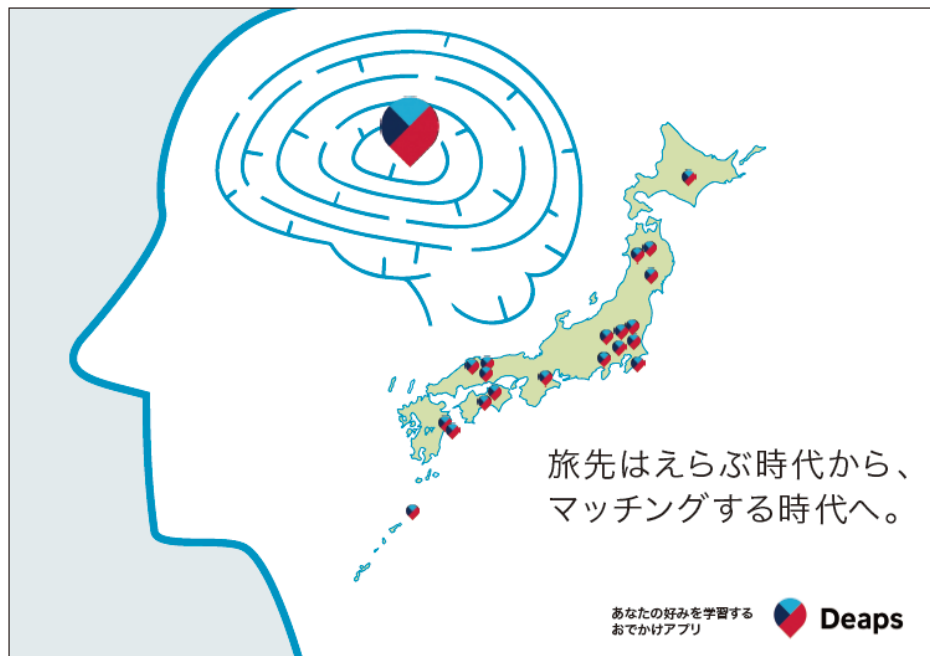 旅先はえらぶ時代から、
マッチングする時代へ。
あなたの好みを学習する
おでかけアプリ
Deaps